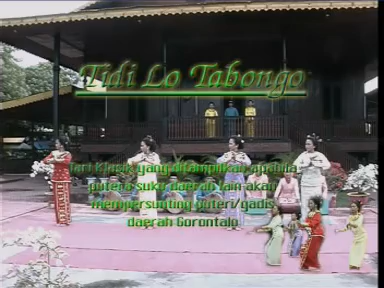 Tidi Lo Tabongo
Tari Klasik yang ditampilkan apabila
putera suku daerah lain akan
mempersunting puteri/gadis
daerah Gorontalo